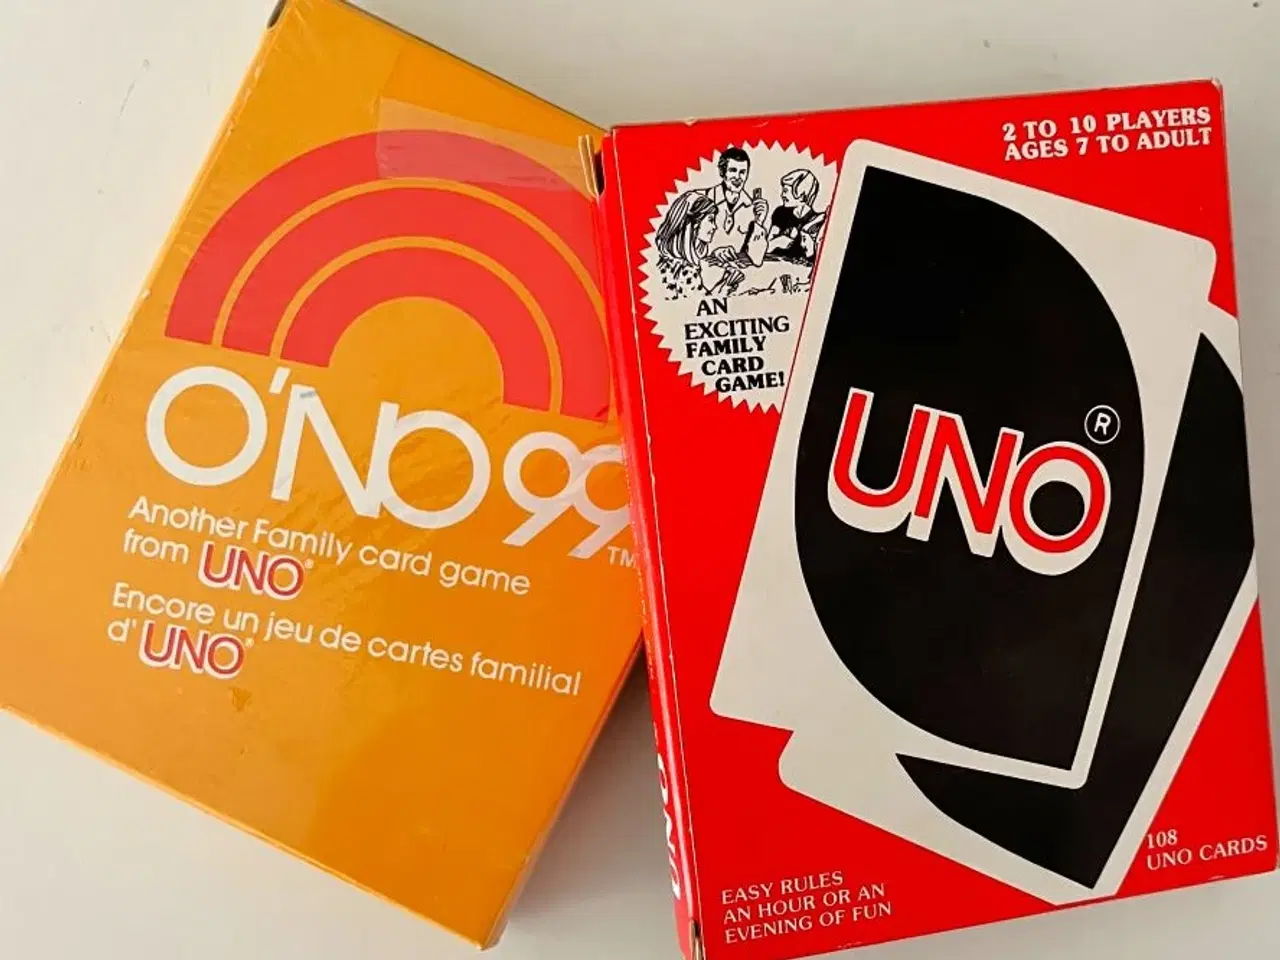 O'NO 99™
Another Family card game
from UNO®
Encore un jeu de cartes familial
d'UNO®
2 TO 10 PLAYERS
AGES 7 TO ADULT
AN
EXCITING
FAMILY
CARD
GAME!
UNO®
UNO
108
UNO CARDS
EASY RULES
AN HOUR OR AN
EVENING OF FUN